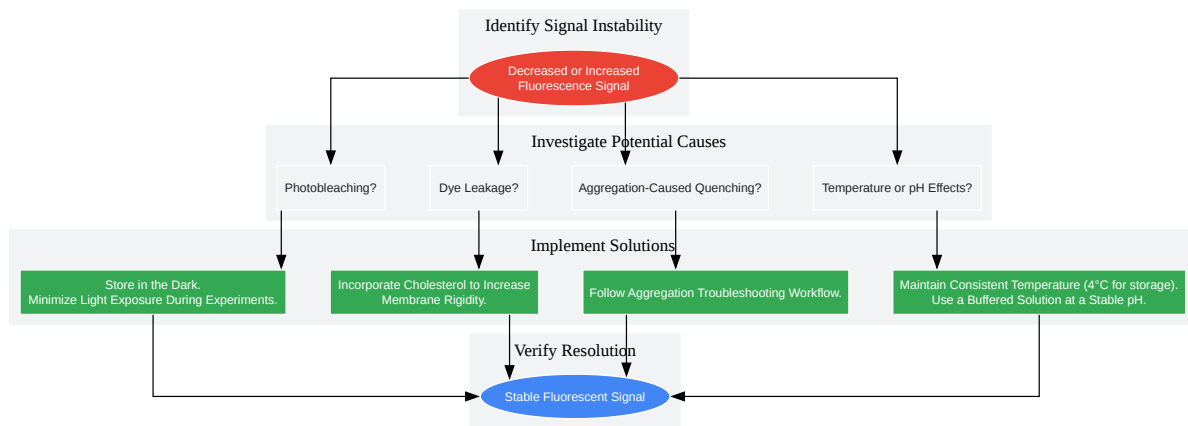 Identify Signal Instability
Decreased or Increased
Fluorescence Signal
Investigate Potential Causes
Photobleaching?
Dye Leakage?
Aggregation-Caused Quenching?
Temperature or pH Effects?
Implement Solutions
Store in the Dark.
Minimize Light Exposure During Experiments.
Incorporate Cholesterol to Increase
Membrane Rigidity.
Follow Aggregation Troubleshooting Workflow.
Maintain Consistent Temperature (4°C for storage).
Use a Buffered Solution at a Stable pH.
Verify Resolution
Stable Fluorescent Signal